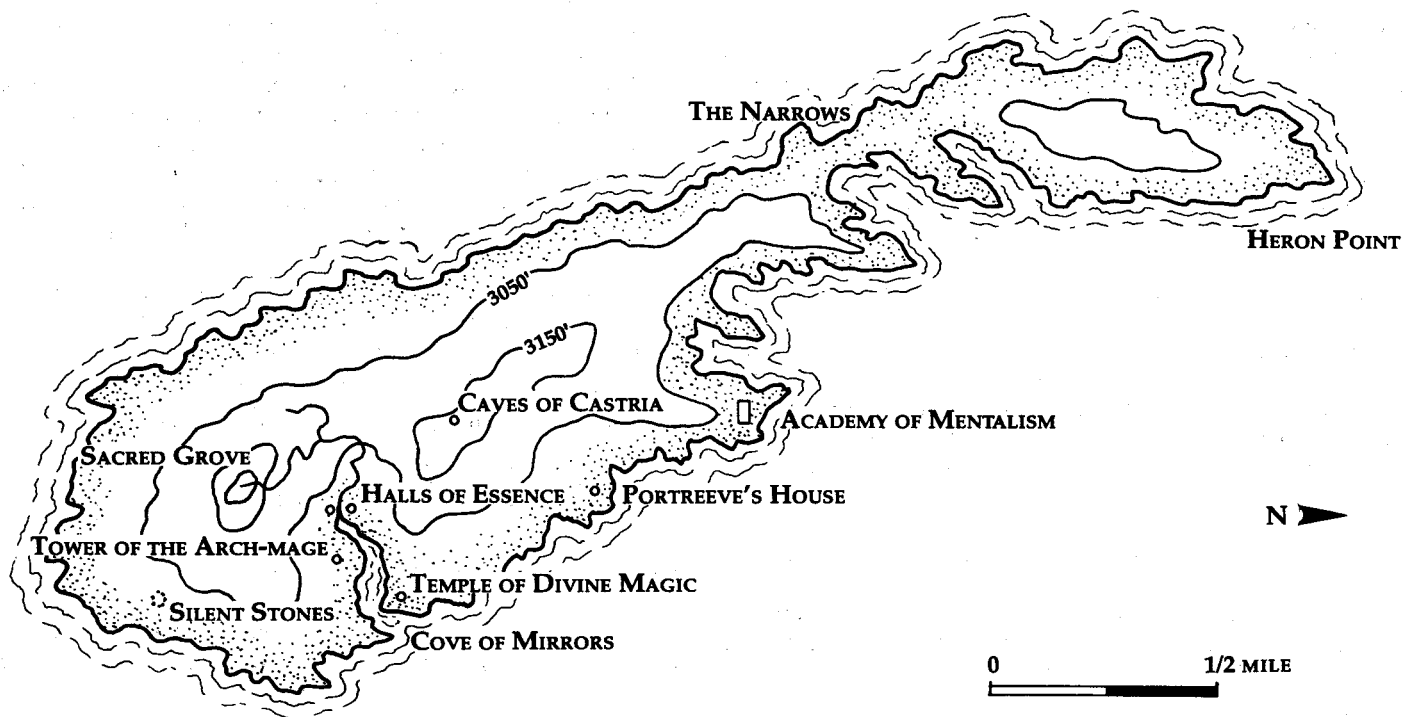 The Narrows
Heron Point
3050'
3150'
Caves of Castria
Academy of Mentalism
Sacred Grove
Halls of Essence
Portreeve's House
N
Tower of the Arch-mage
Temple of Divine Magic
Silent Stones
Cove of Mirrors
0 1/2 mile